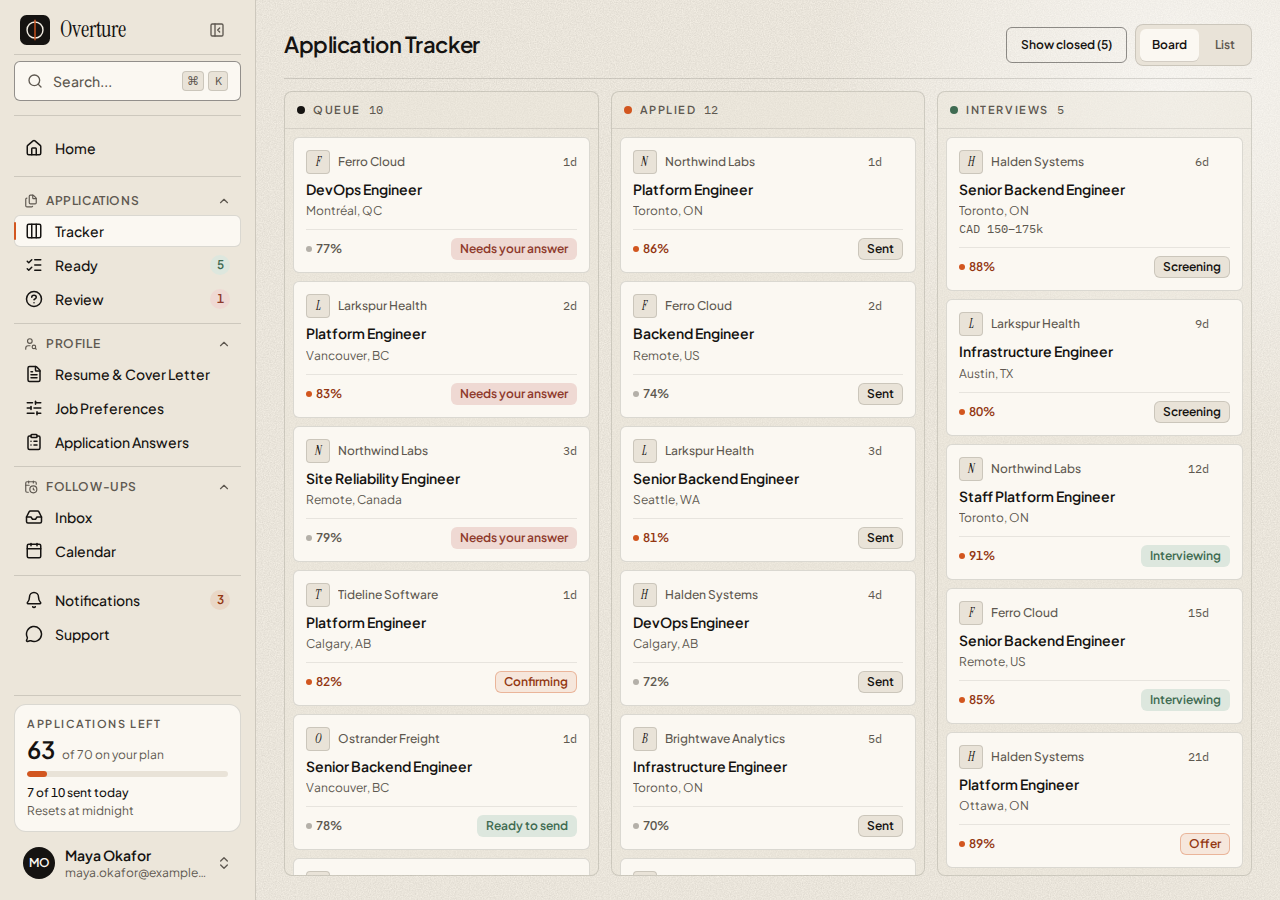 Overture
Search...
⌘ K
Home
APPLICATIONS
Tracker
Ready 5
Review 1
PROFILE
Resume & Cover Letter
Job Preferences
Application Answers
FOLLOW-UPS
Inbox
Calendar
Notifications 3
Support
APPLICATIONS LEFT
63 of 70 on your plan
7 of 10 sent today
Resets at midnight
MO
Maya Okafor
maya.okafor@example...
Application Tracker
Show closed (5)
Board
List
QUEUE 10
F Ferro Cloud 1d
DevOps Engineer
Montréal, QC
77% Needs your answer
L Larkspur Health 2d
Platform Engineer
Vancouver, BC
83% Needs your answer
N Northwind Labs 3d
Site Reliability Engineer
Remote, Canada
79% Needs your answer
T Tideline Software 1d
Platform Engineer
Calgary, AB
82% Confirming
O Ostrander Freight 1d
Senior Backend Engineer
Vancouver, BC
78% Ready to send
APPLIED 12
N Northwind Labs 1d
Platform Engineer
Toronto, ON
86% Sent
F Ferro Cloud 2d
Backend Engineer
Remote, US
74% Sent
L Larkspur Health 3d
Senior Backend Engineer
Seattle, WA
81% Sent
H Halden Systems 4d
DevOps Engineer
Calgary, AB
72% Sent
B Brightwave Analytics 5d
Infrastructure Engineer
Toronto, ON
70% Sent
INTERVIEWS 5
H Halden Systems 6d
Senior Backend Engineer
Toronto, ON
CAD 150–175k
88% Screening
L Larkspur Health 9d
Infrastructure Engineer
Austin, TX
80% Screening
N Northwind Labs 12d
Staff Platform Engineer
Toronto, ON
91% Interviewing
F Ferro Cloud 15d
Senior Backend Engineer
Remote, US
85% Interviewing
H Halden Systems 21d
Platform Engineer
Ottawa, ON
89% Offer